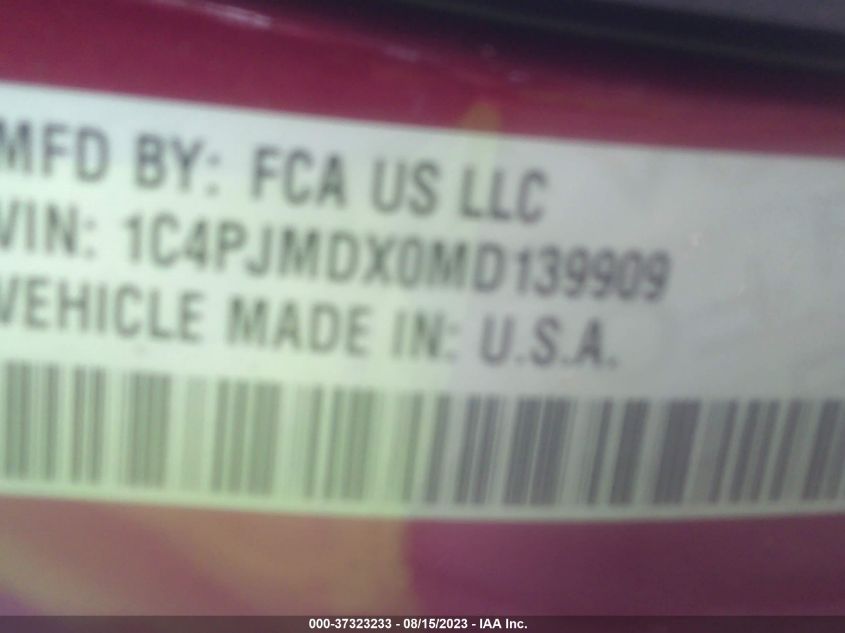 MFD BY: FCA US LLC
VIN: 1C4PJMDX0MD139909
VEHICLE MADE IN: U.S.A.
000-37323233 - 08/15/2023 - IAA Inc.